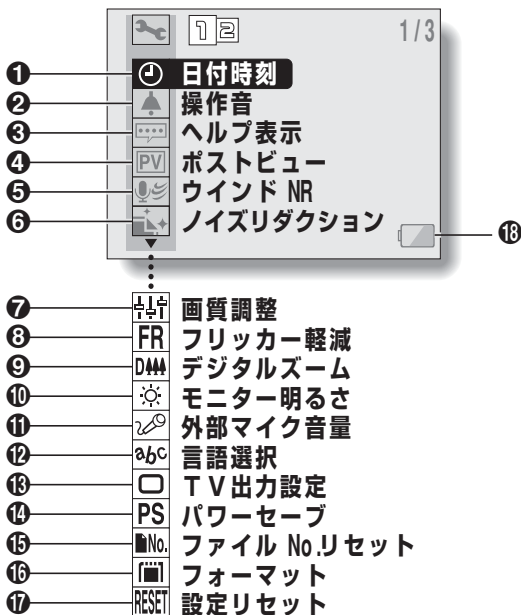 1 2 1/3
❶ 日付時刻
❷ 操作音
❸ ヘルプ表示
❹ PV ポストビュー
❺ ウインド NR
❻ ノイズリダクション
⓲
❼ 画質調整
❽ FR フリッカー軽減
❾ D デジタルズーム
❿ モニター明るさ
⓫ 外部マイク音量
⓬ abc 言語選択
⓭ TV出力設定
⓮ PS パワーセーブ
⓯ No. ファイル No.リセット
⓰ フォーマット
⓱ RESET 設定リセット